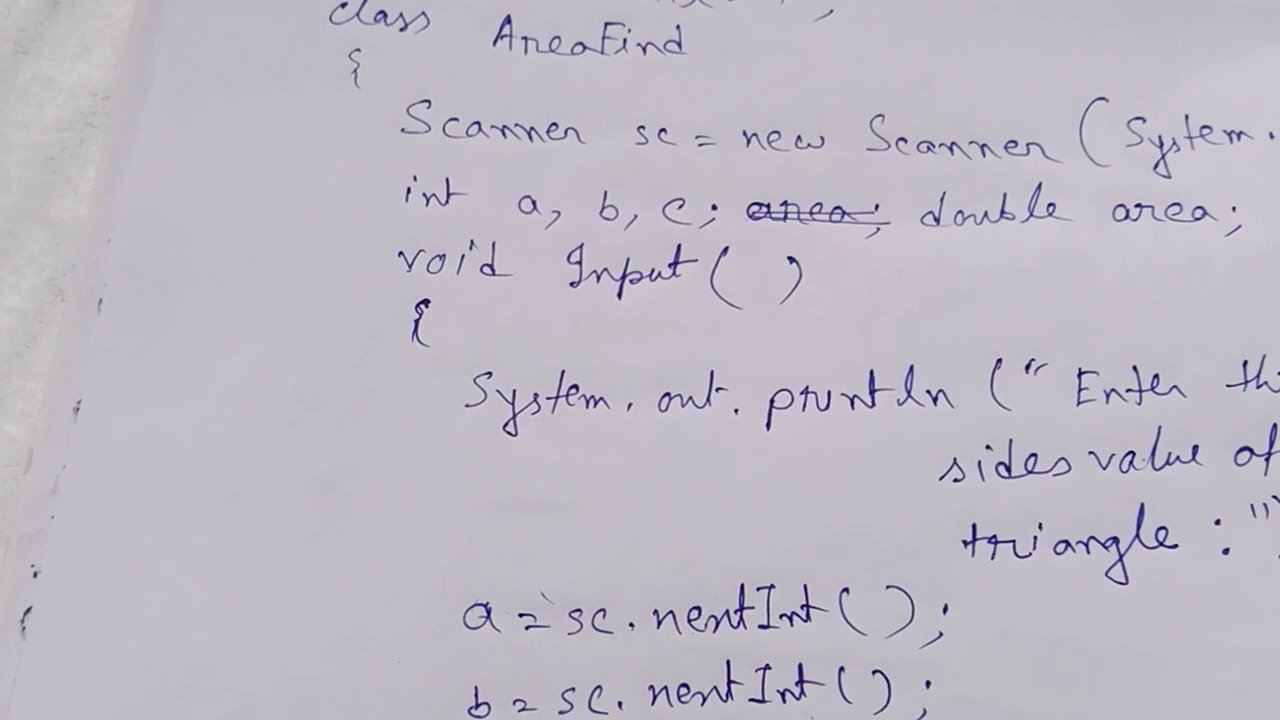 class AreaFind
{
Scanner sc = new Scanner (System.
int a, b, c; area; double area;
void Input ( )
{
System. out. println (" Enter th
sides value of
triangle : "
a = sc. nextInt ( ) ;
b = sc. nextInt ( ) ;